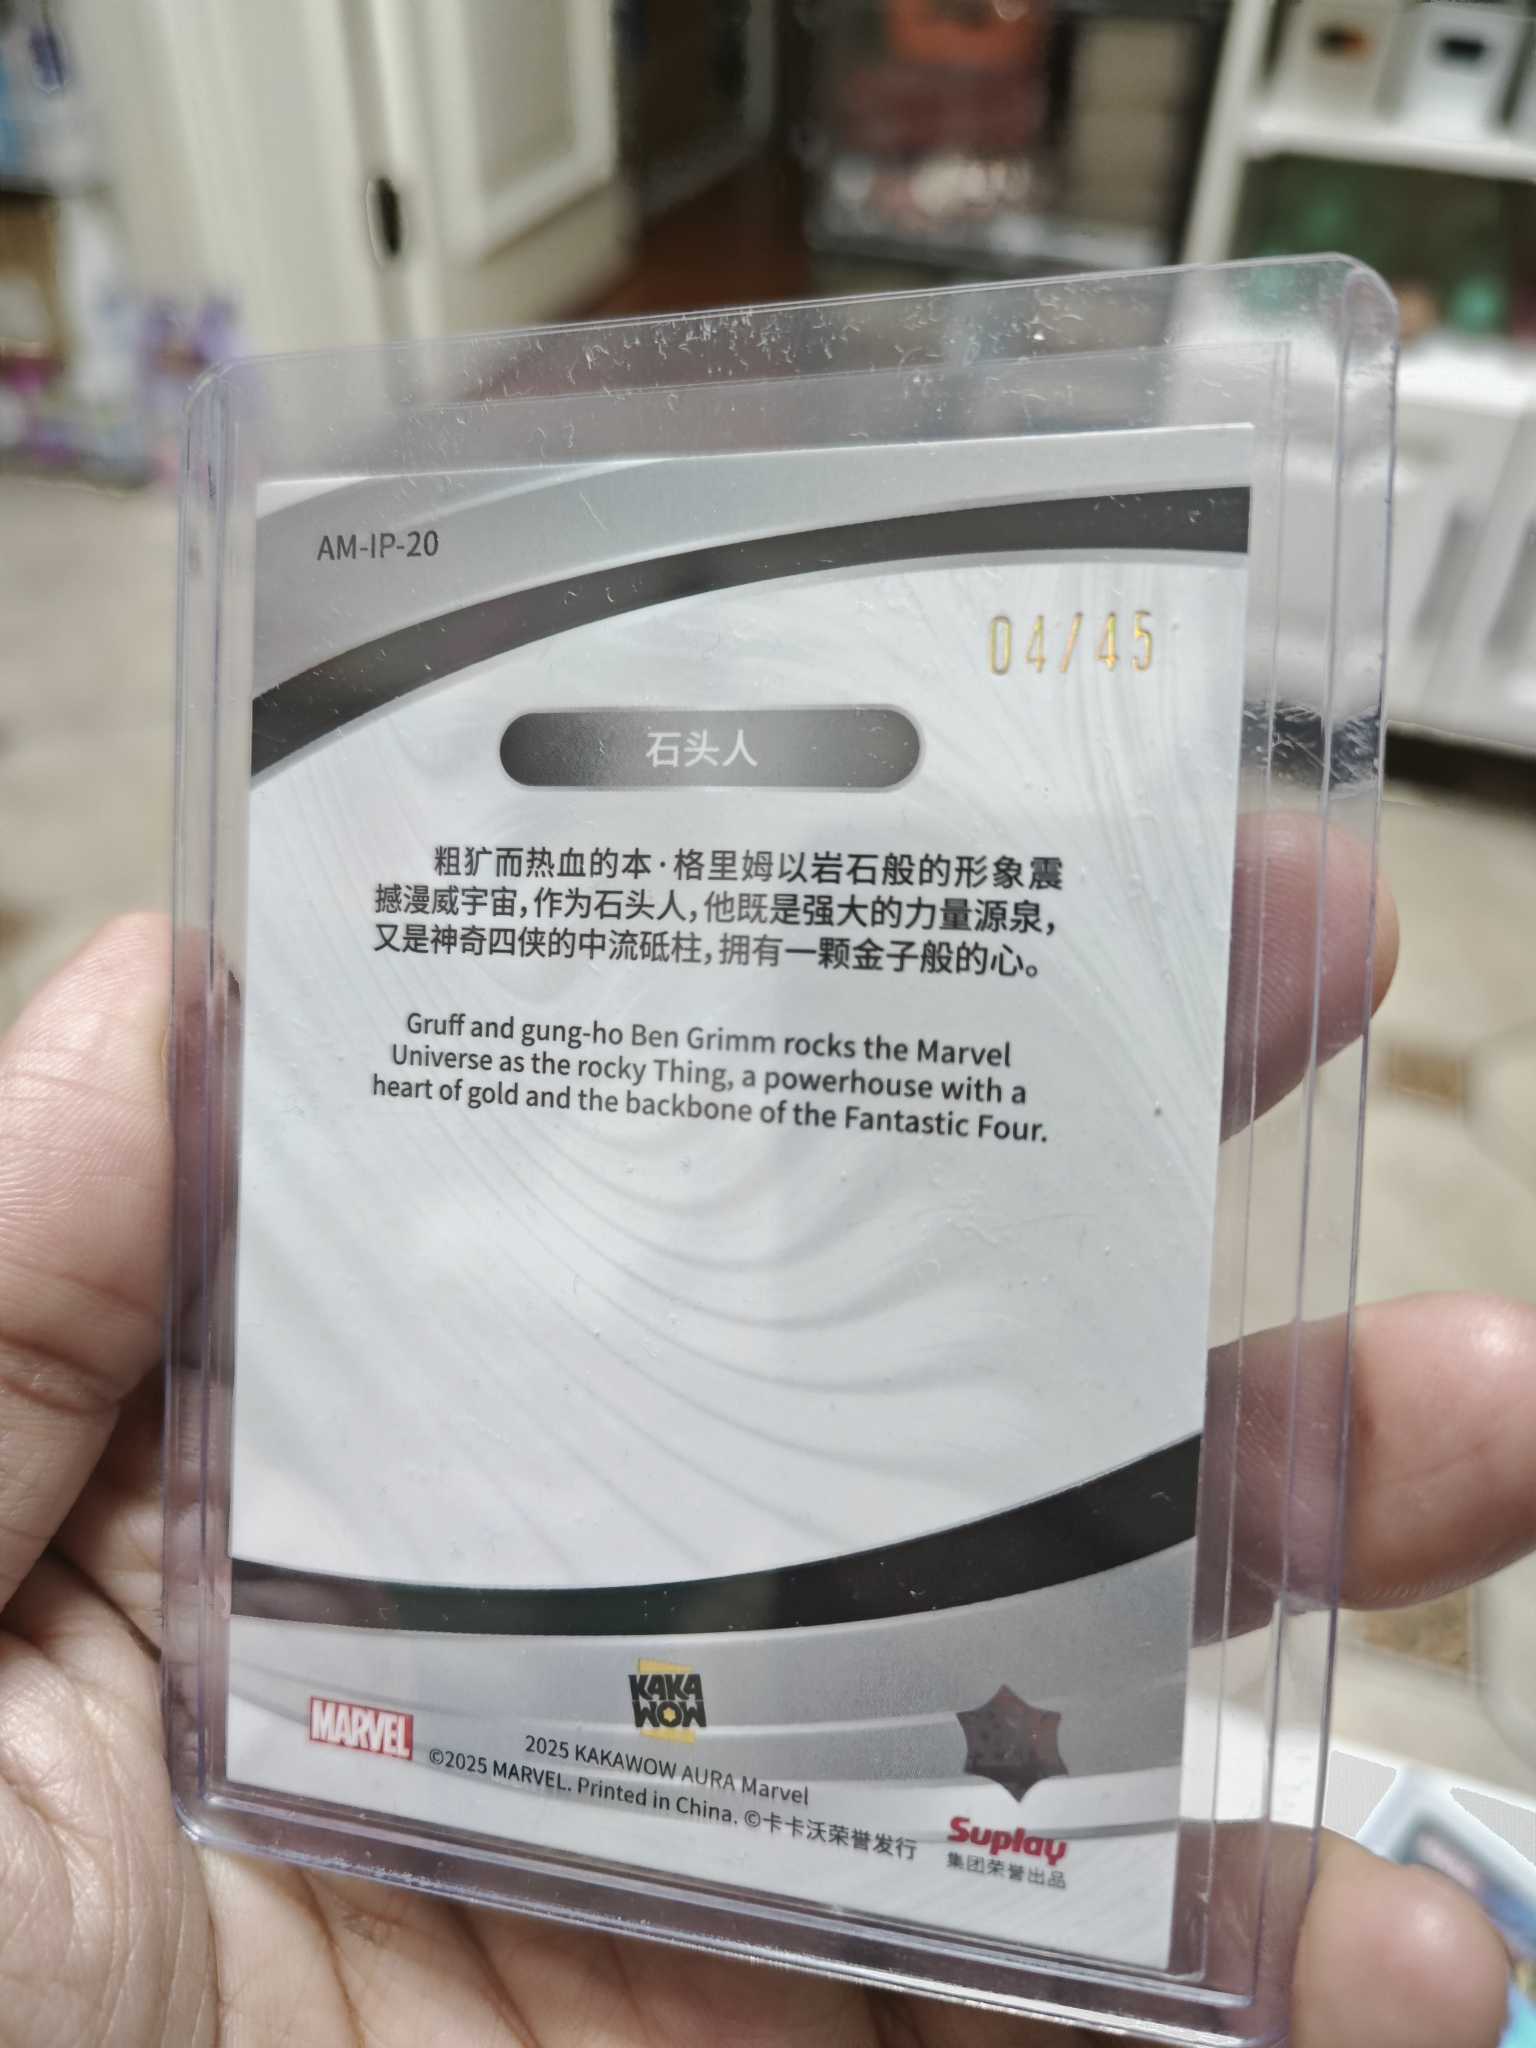 AM-IP-20
04/45
石头人
粗犷而热血的本·格里姆以岩石般的形象震
撼漫威宇宙,作为石头人,他既是强大的力量源泉,
又是神奇四侠的中流砥柱,拥有一颗金子般的心。
Gruff and gung-ho Ben Grimm rocks the Marvel
Universe as the rocky Thing, a powerhouse with a
heart of gold and the backbone of the Fantastic Four.
MARVEL
KAKA
WOW
2025 KAKAWOW AURA Marvel
©2025 MARVEL. Printed in China. ©卡卡沃荣誉发行
Suplay
集团荣誉出品